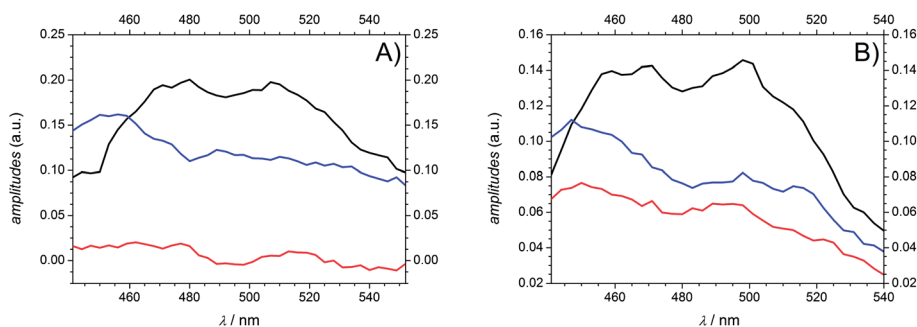 460 480 500 520 540
0.25 0.25
A)
0.20 0.20
0.15 0.15
0.10 0.10
0.05 0.05
0.00 0.00
amplitudes (a.u.)
460 480 500 520 540
λ / nm
460 480 500 520 540
0.16 0.16
B)
0.14 0.14
0.12 0.12
0.10 0.10
0.08 0.08
0.06 0.06
0.04 0.04
0.02 0.02
amplitudes (a.u.)
460 480 500 520 540
λ / nm